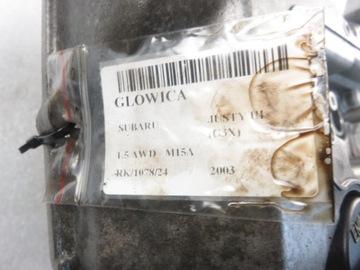 GLOWICA
SUBARU JUSTY III
(G3X)
1.5 AWD M15A
RK/1078/24 2003